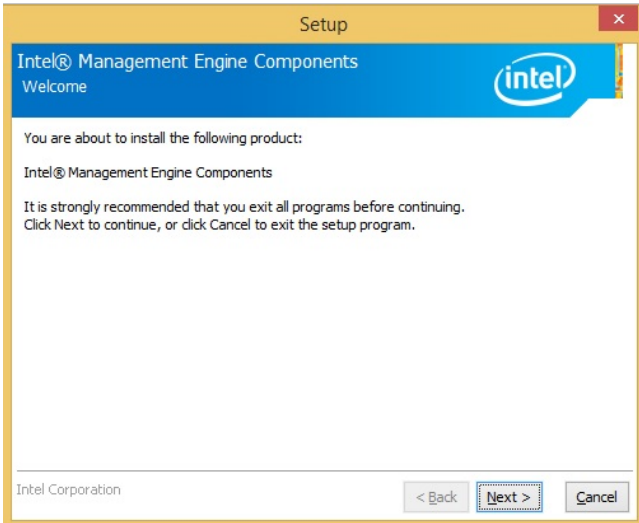 Setup
Intel® Management Engine Components
Welcome
intel
You are about to install the following product:
Intel® Management Engine Components
It is strongly recommended that you exit all programs before continuing.
Click Next to continue, or click Cancel to exit the setup program.
Intel Corporation
< Back Next > Cancel